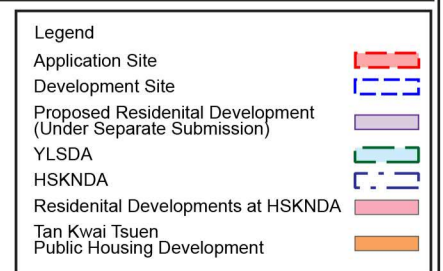 Legend
Application Site
Development Site
Proposed Residenital Development
(Under Separate Submission)
YLSDA
HSKNDA
Residenital Developments at HSKNDA
Tan Kwai Tsuen
Public Housing Development